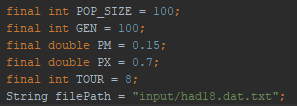 final int POP_SIZE = 100;
final int GEN = 100;
final double PM = 0.15;
final double PX = 0.7;
final int TOUR = 8;
String filePath = "input/had18.dat.txt";